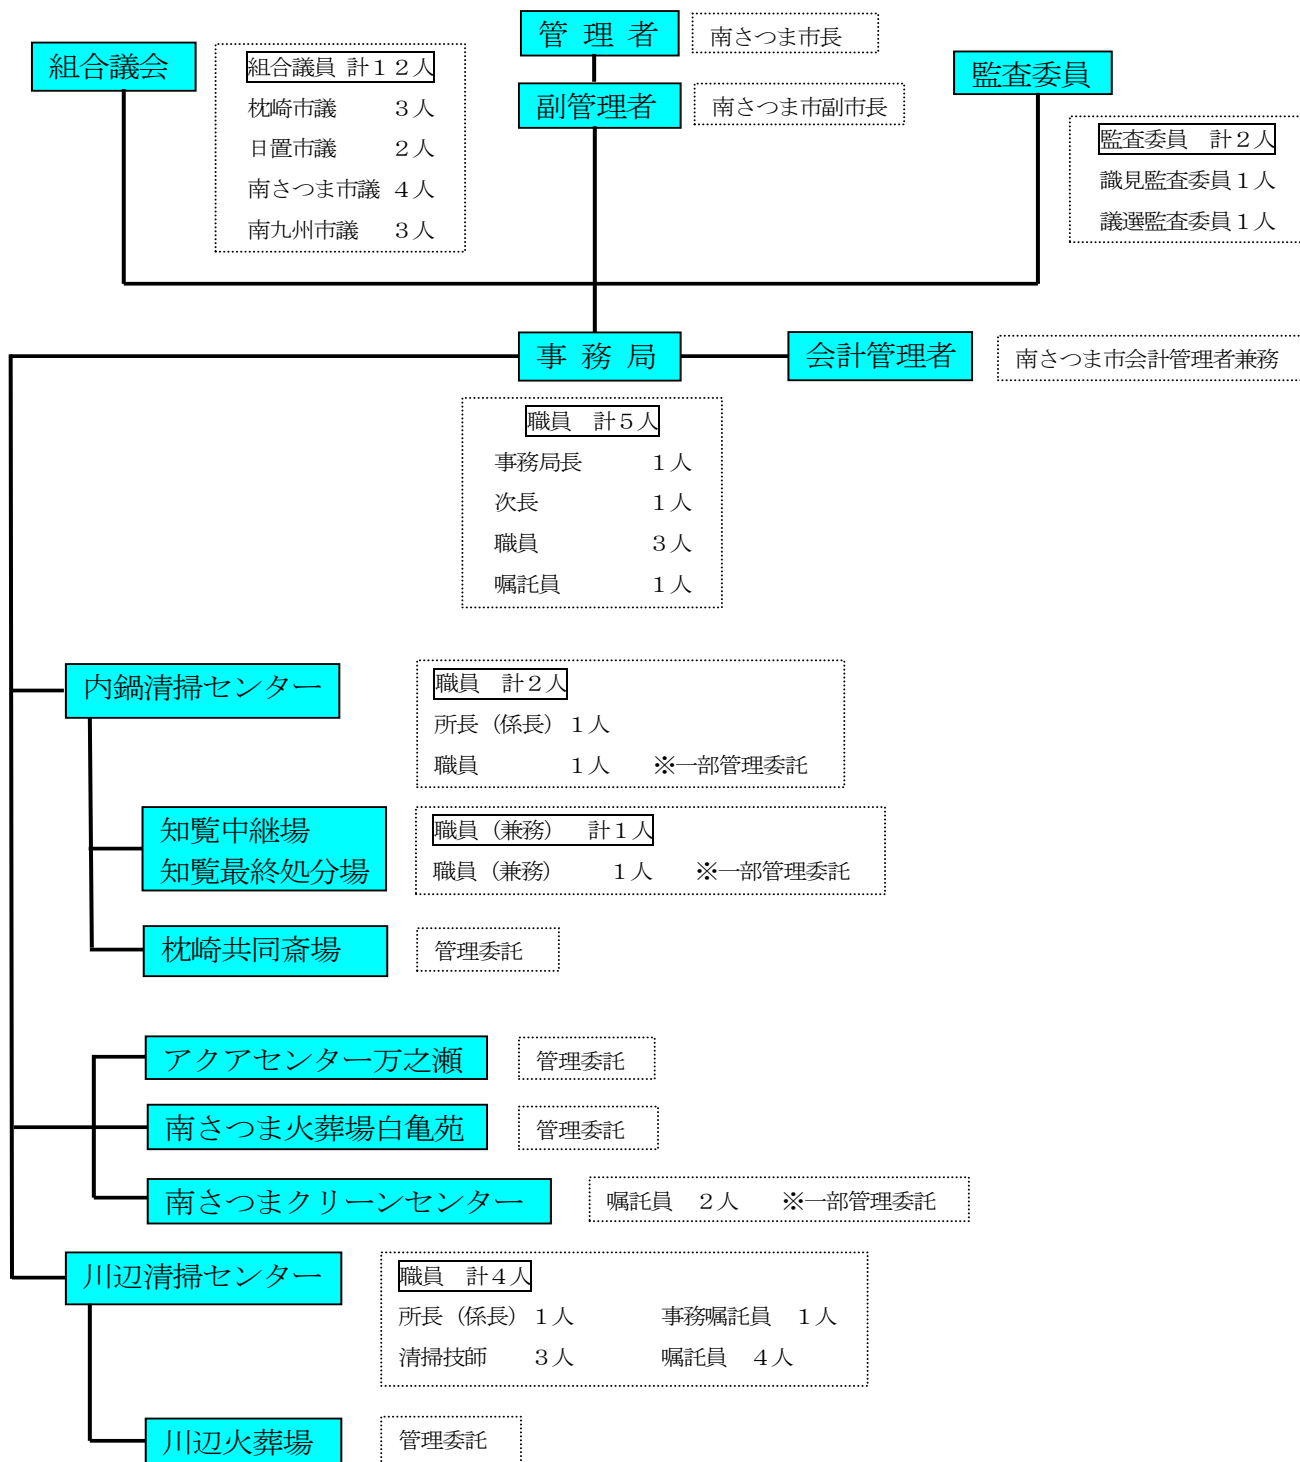 管 理 者
南さつま市長
組合議会
組合議員 計１２人
枕崎市議 ３人
日置市議 ２人
南さつま市議 ４人
南九州市議 ３人
副管理者
南さつま市副市長
監査委員
監査委員 計２人
識見監査委員１人
議選監査委員１人
事 務 局
会計管理者
南さつま市会計管理者兼務
職員 計５人
事務局長 １人
次長 １人
職員 ３人
嘱託員 １人
内鍋清掃センター
職員 計２人
所長（係長）１人
職員 １人 ※一部管理委託
知覧中継場
知覧最終処分場
職員（兼務） 計１人
職員（兼務） １人 ※一部管理委託
枕崎共同斎場
管理委託
アクアセンター万之瀬
管理委託
南さつま火葬場白亀苑
管理委託
南さつまクリーンセンター
嘱託員 ２人 ※一部管理委託
川辺清掃センター
職員 計４人
所長（係長）１人 事務嘱託員 １人
清掃技師 ３人 嘱託員 ４人
川辺火葬場
管理委託